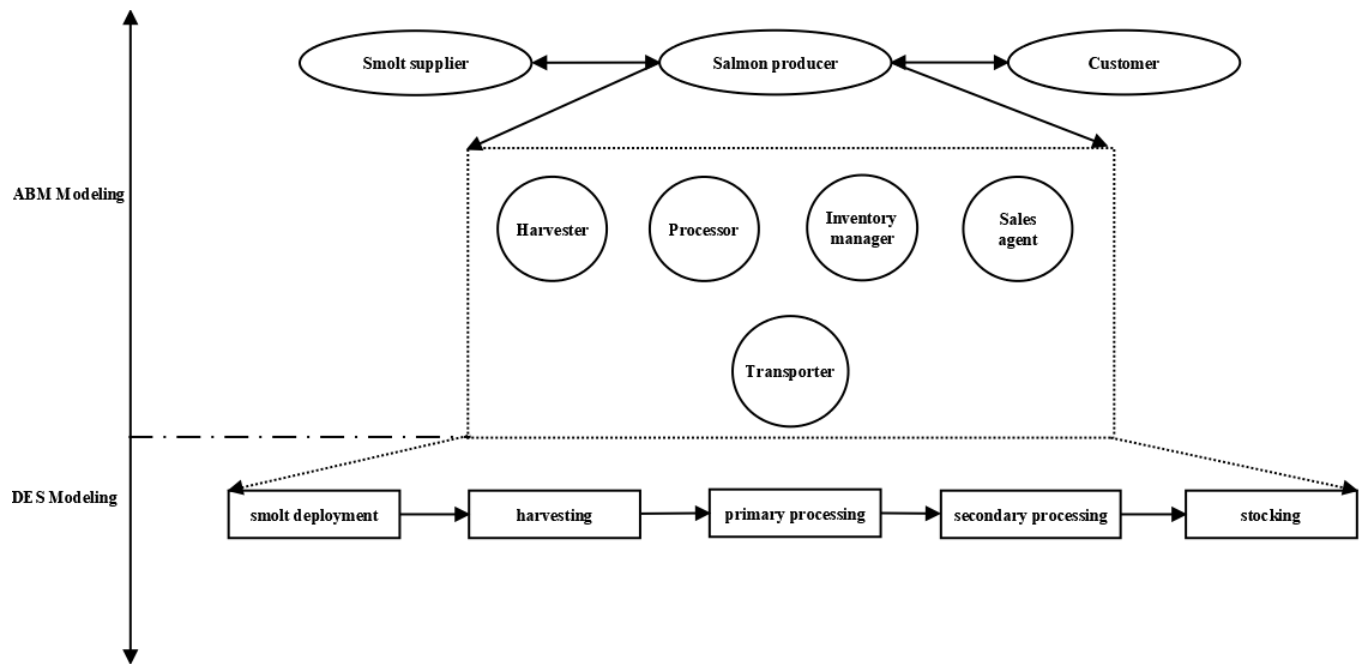 Smolt supplier
Salmon producer
Customer
ABM Modeling
Harvester
Processor
Inventory
manager
Sales
agent
Transporter
DES Modeling
smolt deployment
harvesting
primary processing
secondary processing
stocking